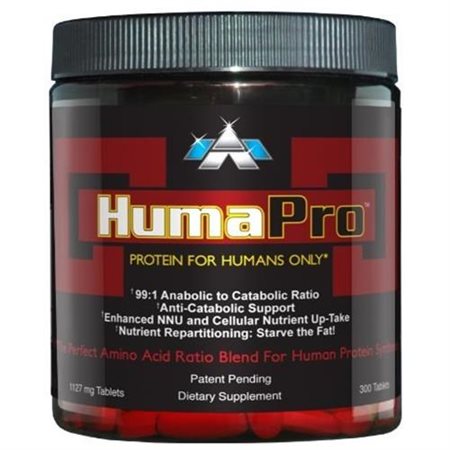 HumaPro™
PROTEIN FOR HUMANS ONLY*
†99:1 Anabolic to Catabolic Ratio
†Anti-Catabolic Support
†Enhanced NNU and Cellular Nutrient Up-Take
†Nutrient Repartitioning: Starve the Fat!
The Perfect Amino Acid Ratio Blend For Human Protein
Patent Pending
1127 mg Tablets
Dietary Supplement
300 Tablets